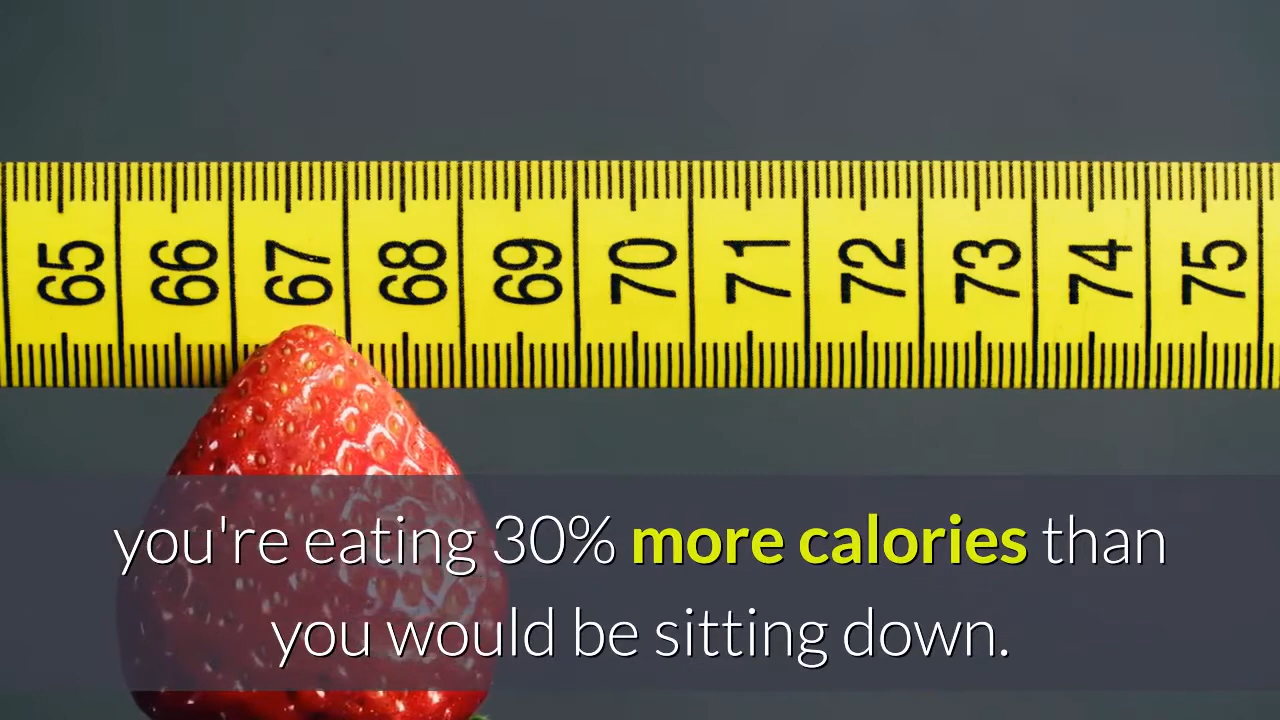 65 66 67 68 69 70 71 72 73 74 75
you're eating 30% more calories than
you would be sitting down.